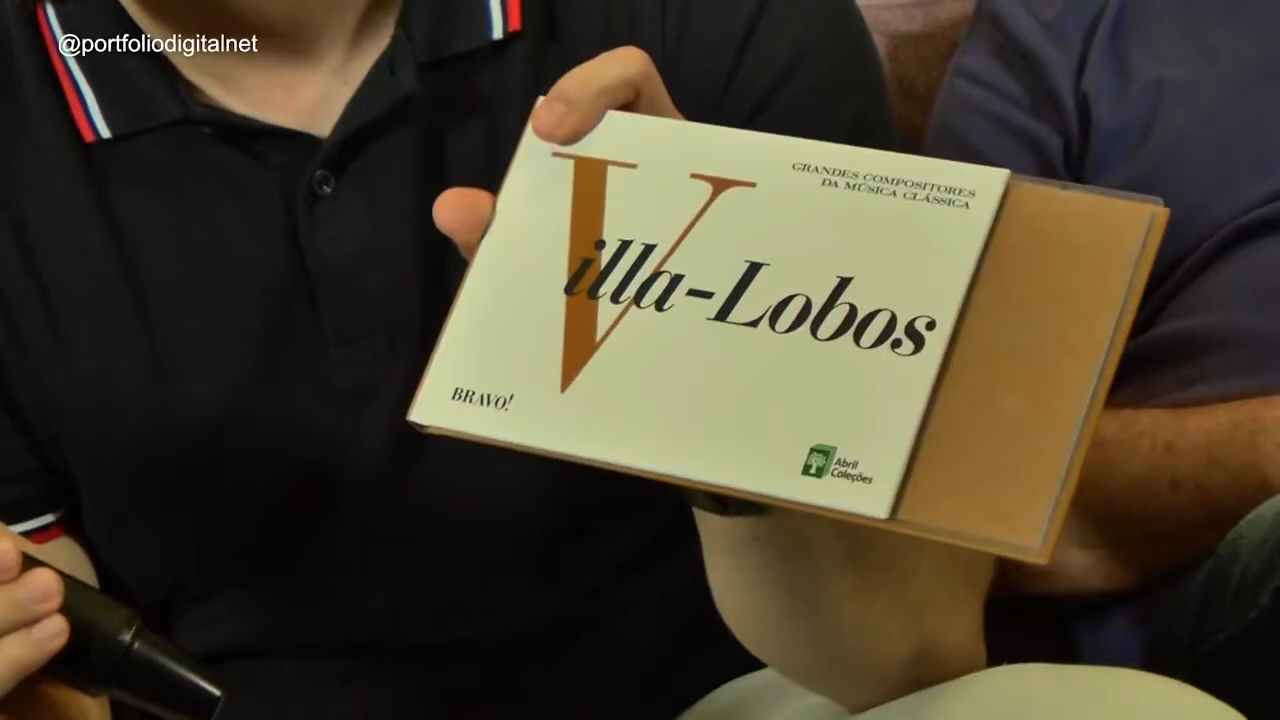 @portfoliodigitalnet
GRANDES COMPOSITORES
DA MÚSICA CLÁSSICA
Villa-Lobos
BRAVO!
Abril
Coleções